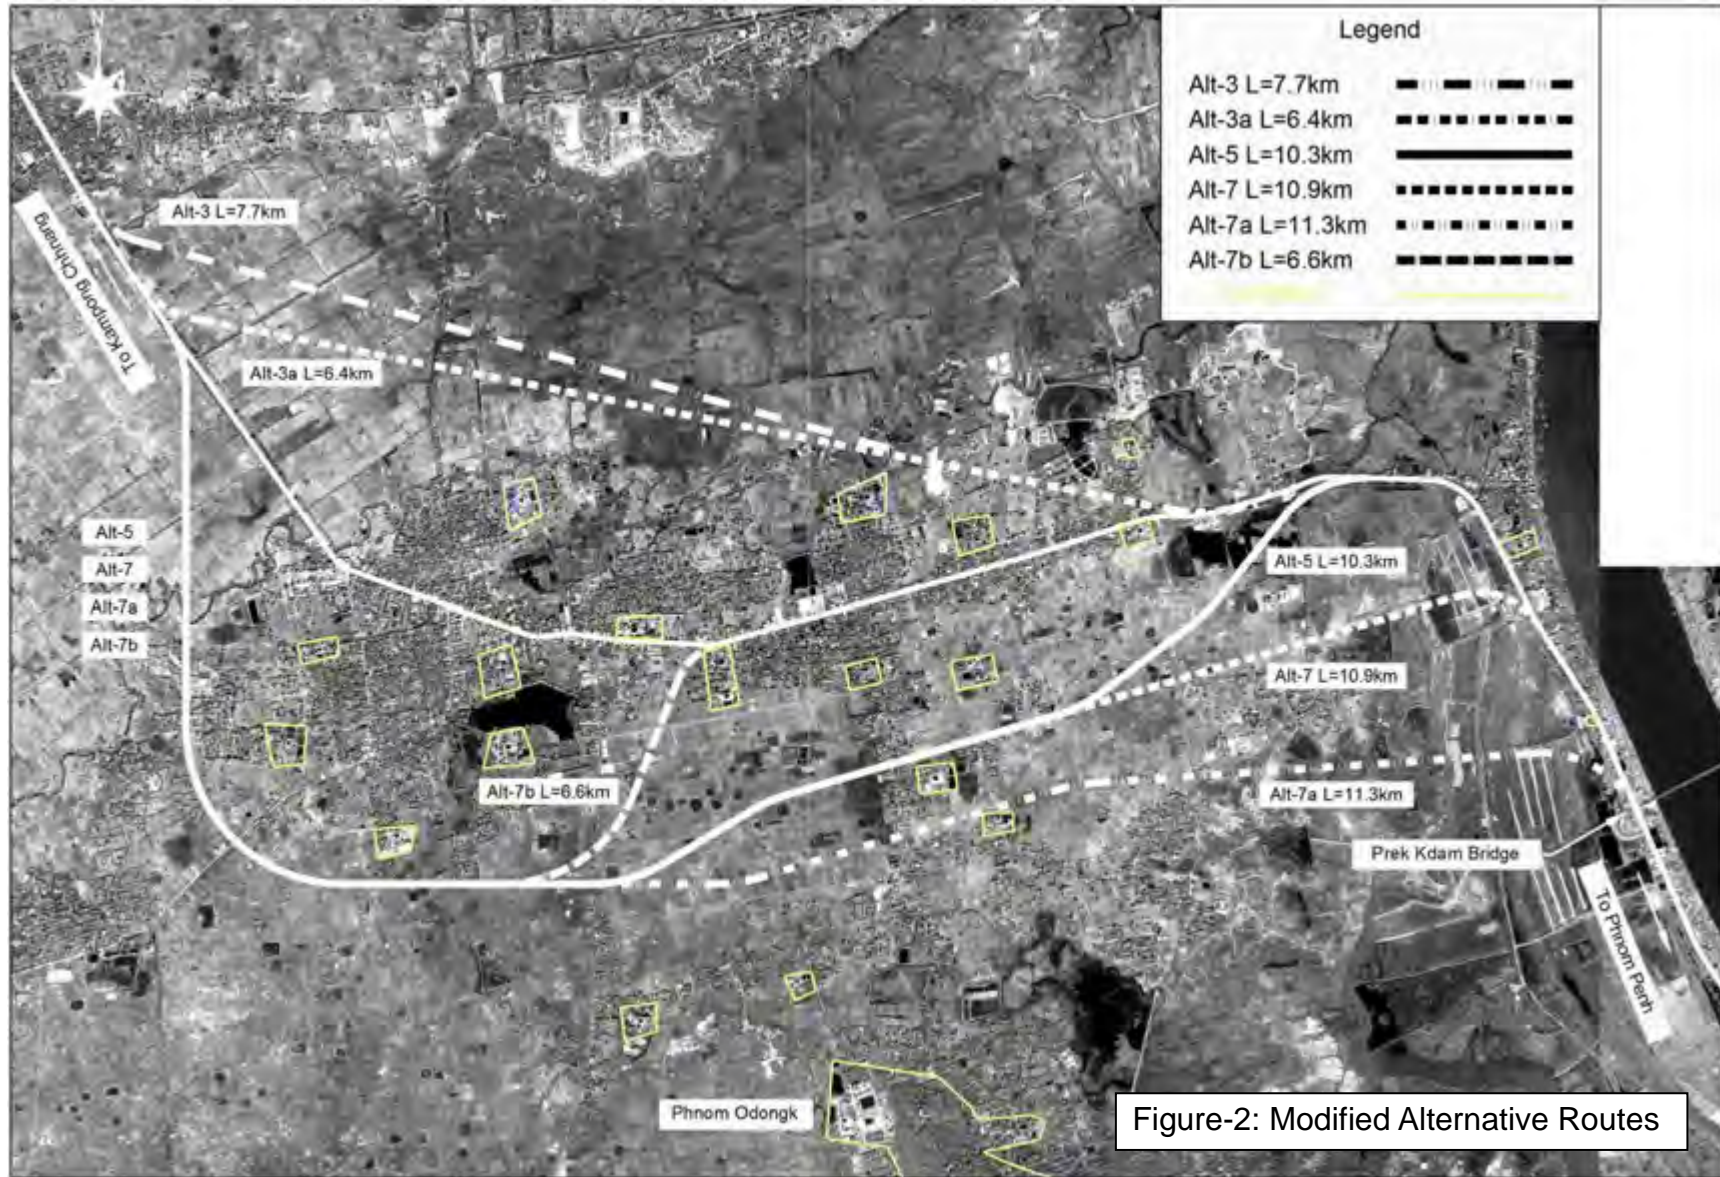 Legend
Alt-3 L=7.7km
Alt-3a L=6.4km
Alt-5 L=10.3km
Alt-7 L=10.9km
Alt-7a L=11.3km
Alt-7b L=6.6km
Alt-3 L=7.7km
To Kampong Chhnang
Alt-3a L=6.4km
Alt-5
Alt-7
Alt-7a
Alt-7b
Alt-5 L=10.3km
Alt-7 L=10.9km
Alt-7b L=6.6km
Alt-7a L=11.3km
Prek Kdam Bridge
To Phnom Penh
Phnom Odongk
Figure-2: Modified Alternative Routes